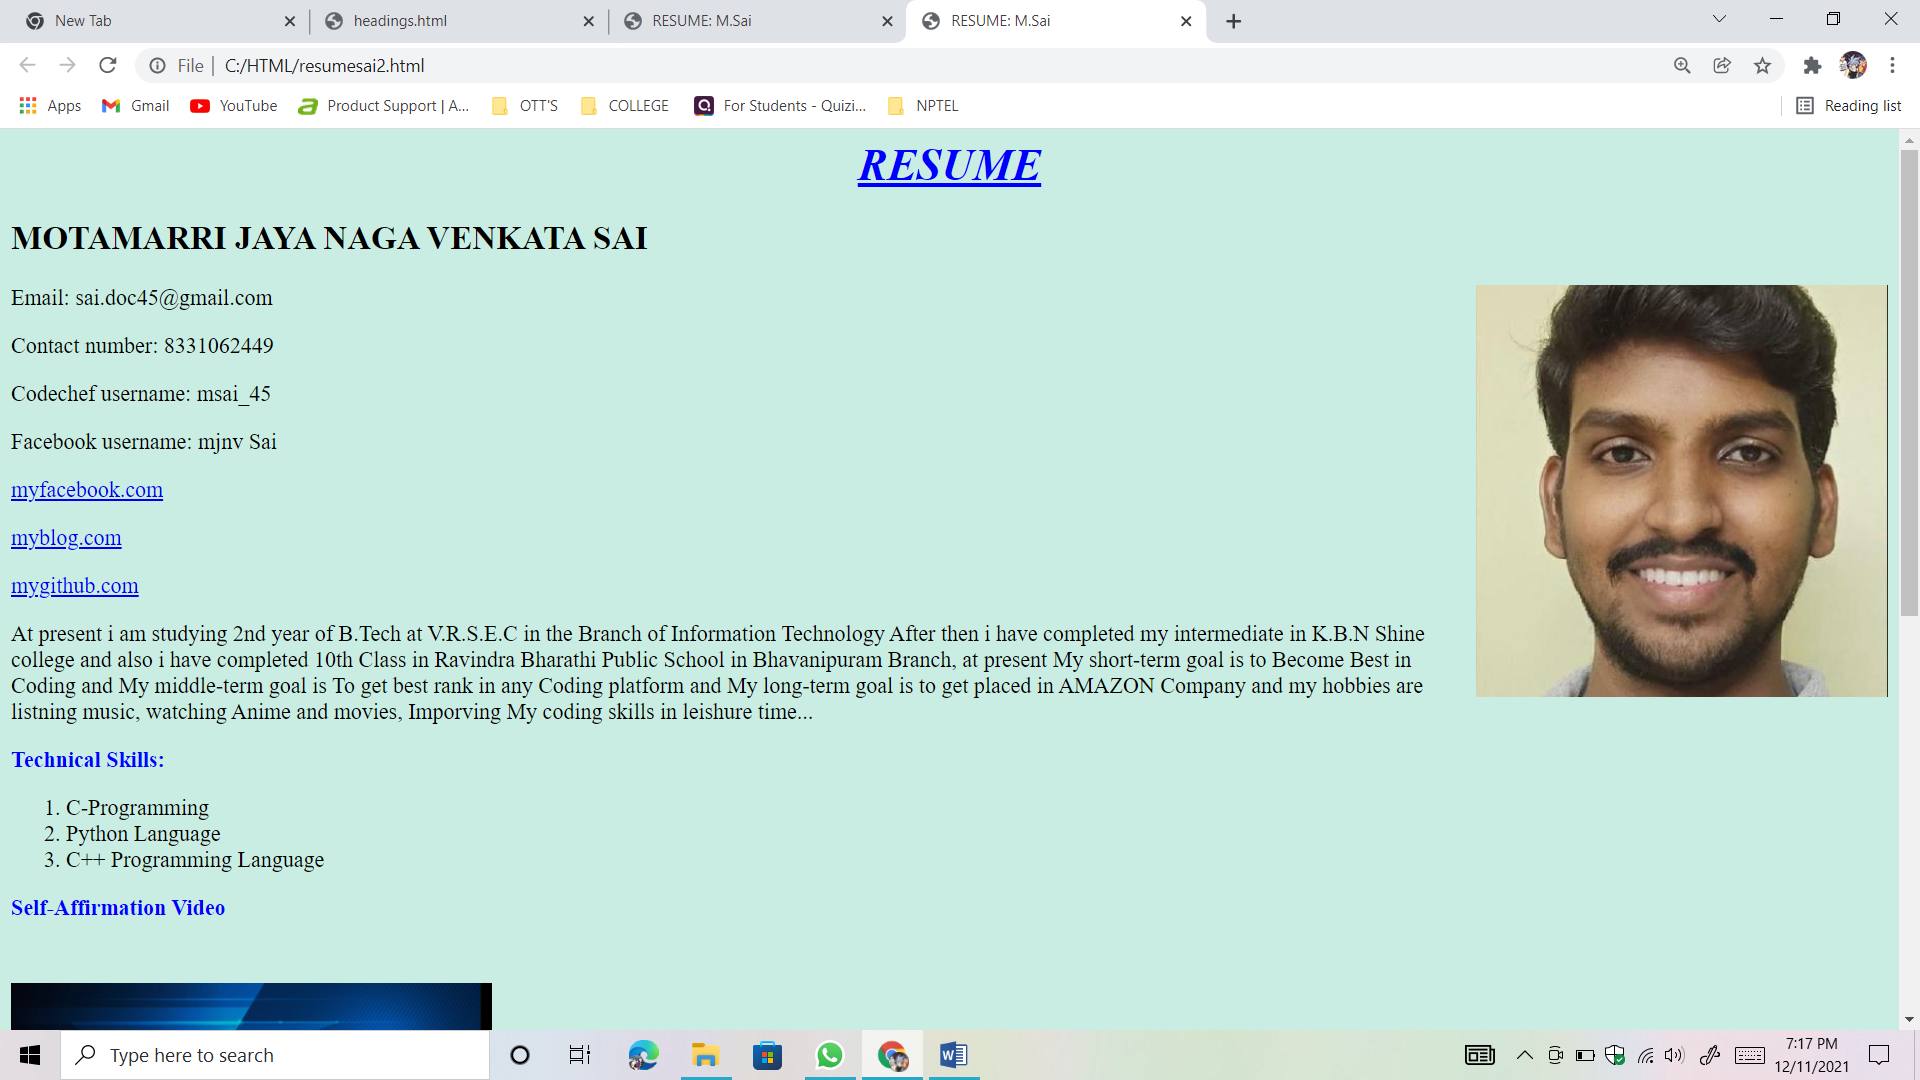 New Tab
headings.html
RESUME: M.Sai
RESUME: M.Sai
File | C:/HTML/resumesai2.html
Apps
Gmail
YouTube
Product Support | A...
OTT'S
COLLEGE
For Students - Quizi...
NPTEL
Reading list
RESUME
MOTAMARRI JAYA NAGA VENKATA SAI
Email: sai.doc45@gmail.com
Contact number: 8331062449
Codechef username: msai_45
Facebook username: mjnv Sai
myfacebook.com
myblog.com
mygithub.com
At present i am studying 2nd year of B.Tech at V.R.S.E.C in the Branch of Information Technology After then i have completed my intermediate in K.B.N Shine
college and also i have completed 10th Class in Ravindra Bharathi Public School in Bhavanipuram Branch, at present My short-term goal is to Become Best in
Coding and My middle-term goal is To get best rank in any Coding platform and My long-term goal is to get placed in AMAZON Company and my hobbies are
listning music, watching Anime and movies, Imporving My coding skills in leishure time...
Technical Skills:
1. C-Programming
2. Python Language
3. C++ Programming Language
Self-Affirmation Video
Type here to search
7:17 PM
12/11/2021